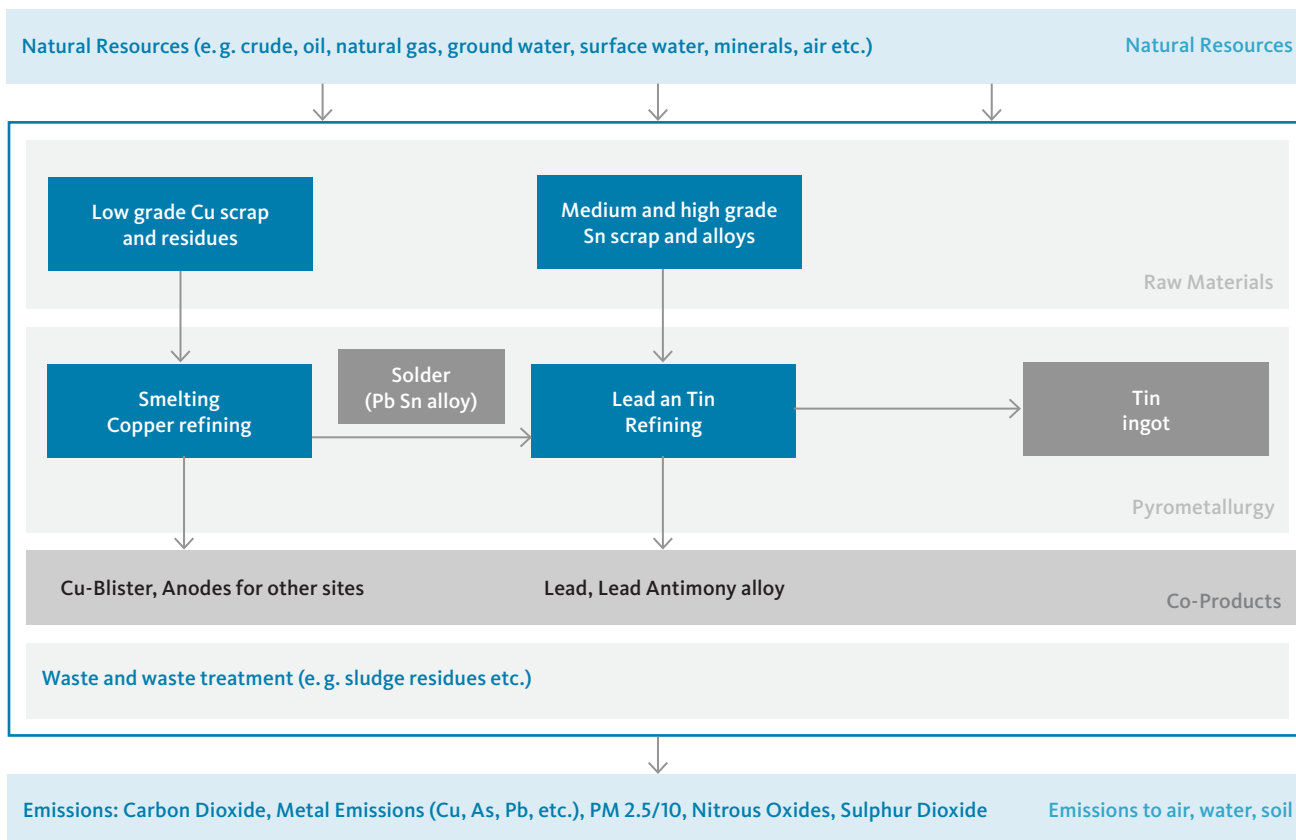 Natural Resources (e. g. crude, oil, natural gas, ground water, surface water, minerals, air etc.)
Natural Resources
Low grade Cu scrap
and residues
Medium and high grade
Sn scrap and alloys
Raw Materials
Smelting
Copper refining
Solder
(Pb Sn alloy)
Lead an Tin
Refining
Tin
ingot
Pyrometallurgy
Cu-Blister, Anodes for other sites
Lead, Lead Antimony alloy
Co-Products
Waste and waste treatment (e. g. sludge residues etc.)
Emissions: Carbon Dioxide, Metal Emissions (Cu, As, Pb, etc.), PM 2.5/10, Nitrous Oxides, Sulphur Dioxide
Emissions to air, water, soil